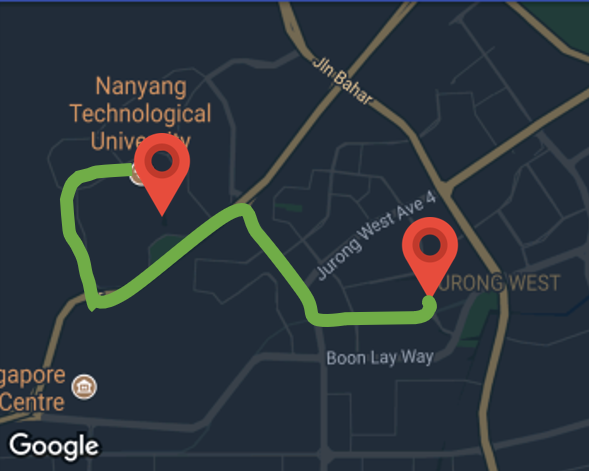 Jln Bahar
Nanyang
Technological
University
Jurong West Ave 4
JURONG WEST
Boon Lay Way
gapore
Centre
Google